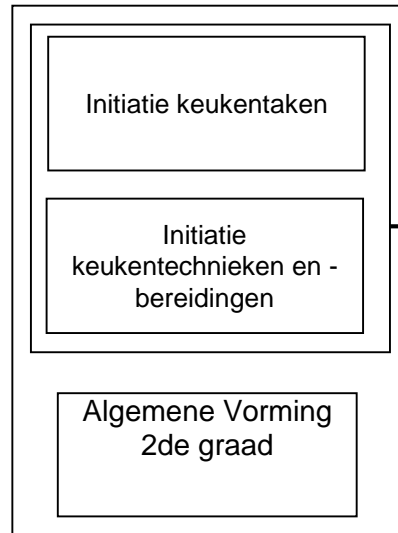 Initiatie keukentaken
Initiatie
keukentechnieken en -
bereidingen
Algemene Vorming
2de graad